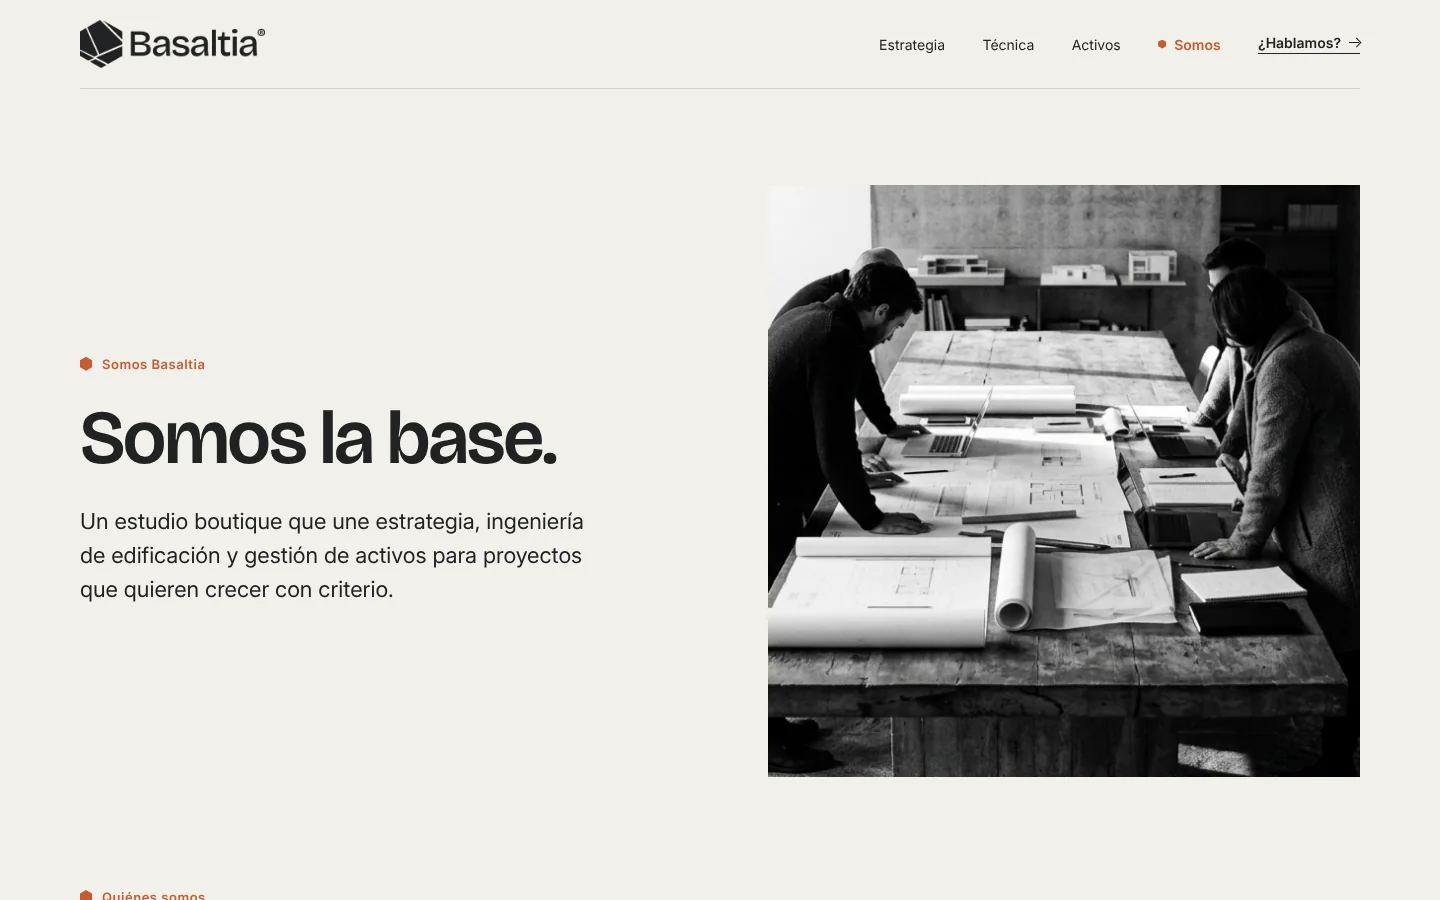 Basaltia®
Estrategia
Técnica
Activos
Somos
¿Hablamos?
Somos Basaltia
Somos la base.
Un estudio boutique que une estrategia, ingeniería
de edificación y gestión de activos para proyectos
que quieren crecer con criterio.
Quiénes somos